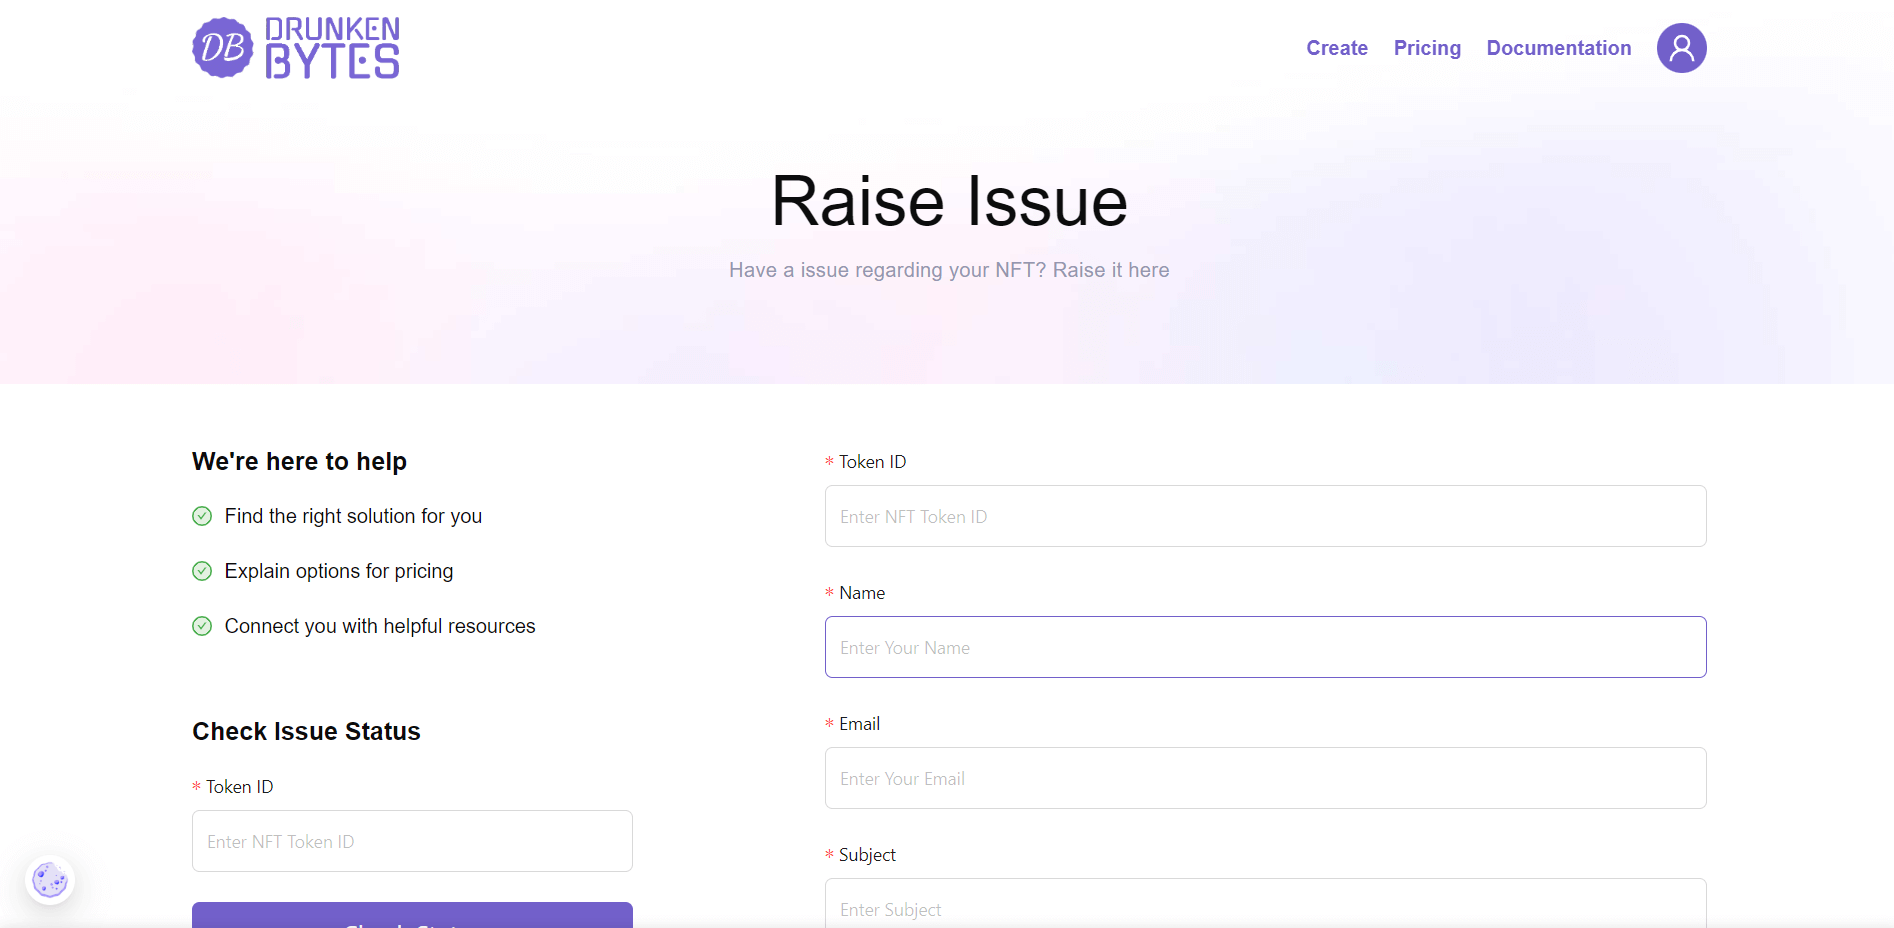 DB DRUNKEN
BYTES
Create Pricing Documentation
Raise Issue
Have a issue regarding your NFT? Raise it here
We're here to help
Find the right solution for you
Explain options for pricing
Connect you with helpful resources
Check Issue Status
* Token ID
Enter NFT Token ID
* Token ID
Enter NFT Token ID
* Name
Enter Your Name
* Email
Enter Your Email
* Subject
Enter Subject